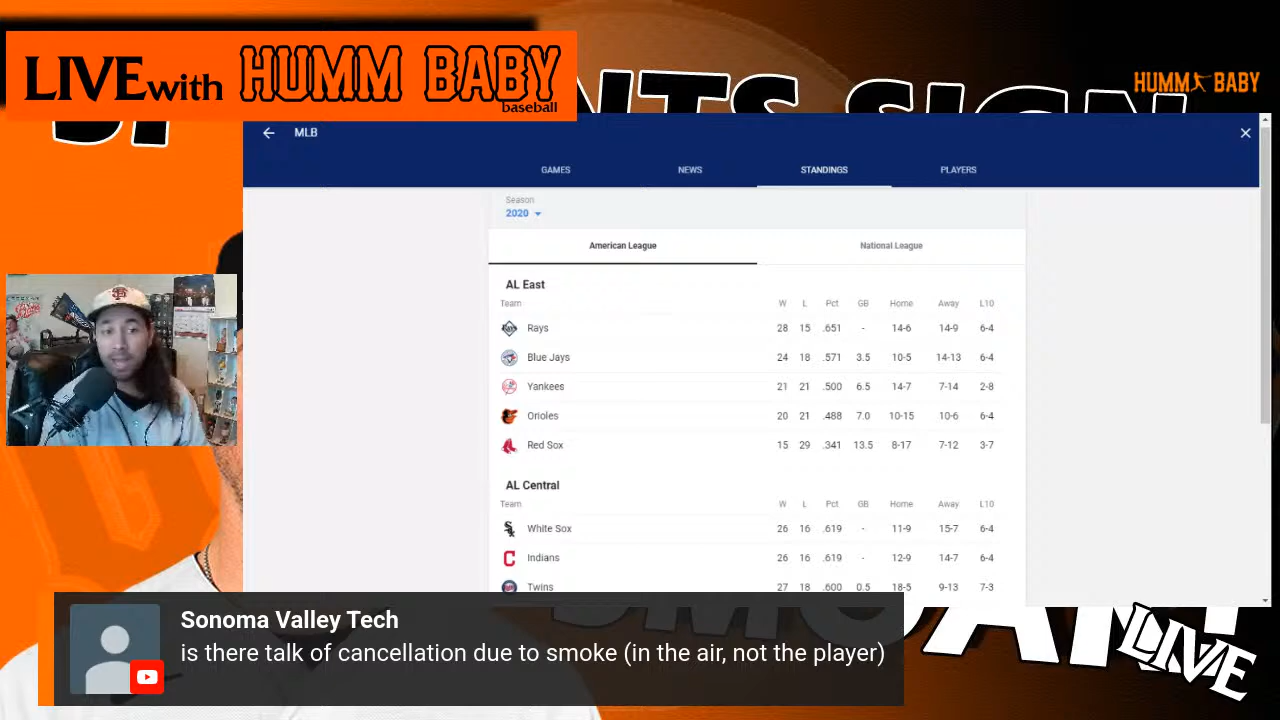 LIVE with HUMM BABY
baseball
HUMM BABY
SIGN
MLB
GAMES NEWS STANDINGS PLAYERS
Season
2020
American League National League
AL East
Team W L Pct GB Home Away L10
Rays 28 15 .651 - 14-6 14-9 6-4
Blue Jays 24 18 .571 3.5 10-5 14-13 6-4
Yankees 21 21 .500 6.5 14-7 7-14 2-8
Orioles 20 21 .488 7.0 10-15 10-6 6-4
Red Sox 15 29 .341 13.5 8-17 7-12 3-7
AL Central
Team W L Pct GB Home Away L10
White Sox 26 16 .619 - 11-9 15-7 6-4
Indians 26 16 .619 - 12-9 14-7 6-4
Twins 27 18 .600 0.5 18-5 9-13 7-3
Sonoma Valley Tech
is there talk of cancellation due to smoke (in the air, not the player)
LIVE